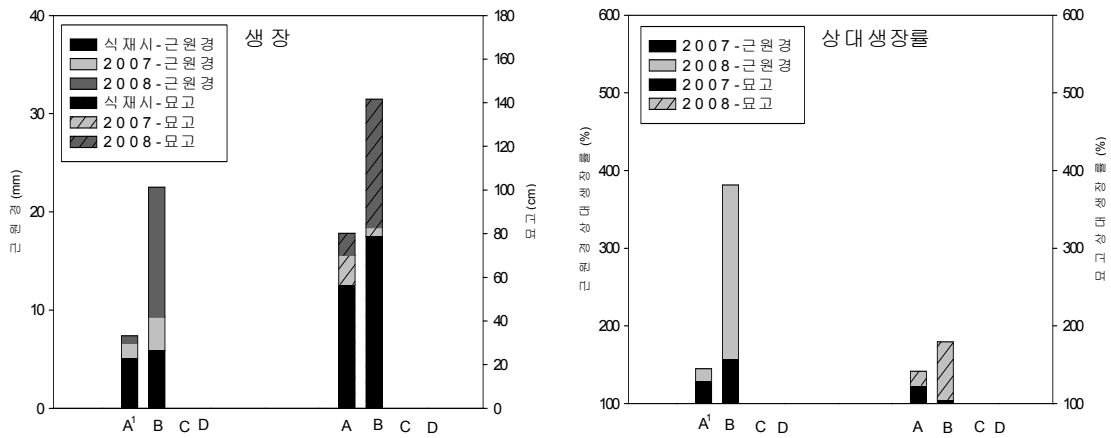 생장
식재시-근원경
2007-근원경
2008-근원경
식재시-묘고
2007-묘고
2008-묘고
근원경(mm)
40
30
20
10
0
묘고(cm)
180
160
140
120
100
80
60
40
20
0
A1 B C D
A B C D
상대생장률
2007-근원경
2008-근원경
2007-묘고
2008-묘고
근원경상대생장률(%)
600
500
400
300
200
100
묘고상대생장률(%)
600
500
400
300
200
100
A1 B C D
A B C D